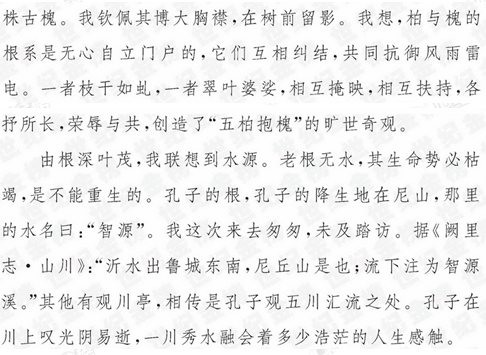 株古槐。我钦佩其博大胸襟,在树前留影。我想,柏与槐的
根系是无心自立门户的,它们互相纠结,共同抗御风雨雷
电。一者枝干如虬,一者翠叶婆娑,相互掩映,相互扶持,各
抒所长,荣辱与共,创造了“五柏抱槐”的旷世奇观。
由根深叶茂,我联想到水源。老根无水,其生命势必枯
竭,是不能重生的。孔子的根,孔子的降生地在尼山,那里
的水名曰:“智源”。我这次来去匆匆,未及踏访。据《阙里
志·山川》:“沂水出鲁城东南,尼丘山是也;流下注为智源
溪。”其他有观川亭,相传是孔子观五川汇流之处。孔子在
川上叹光阴易逝,一川秀水融会着多少浩茫的人生感触。